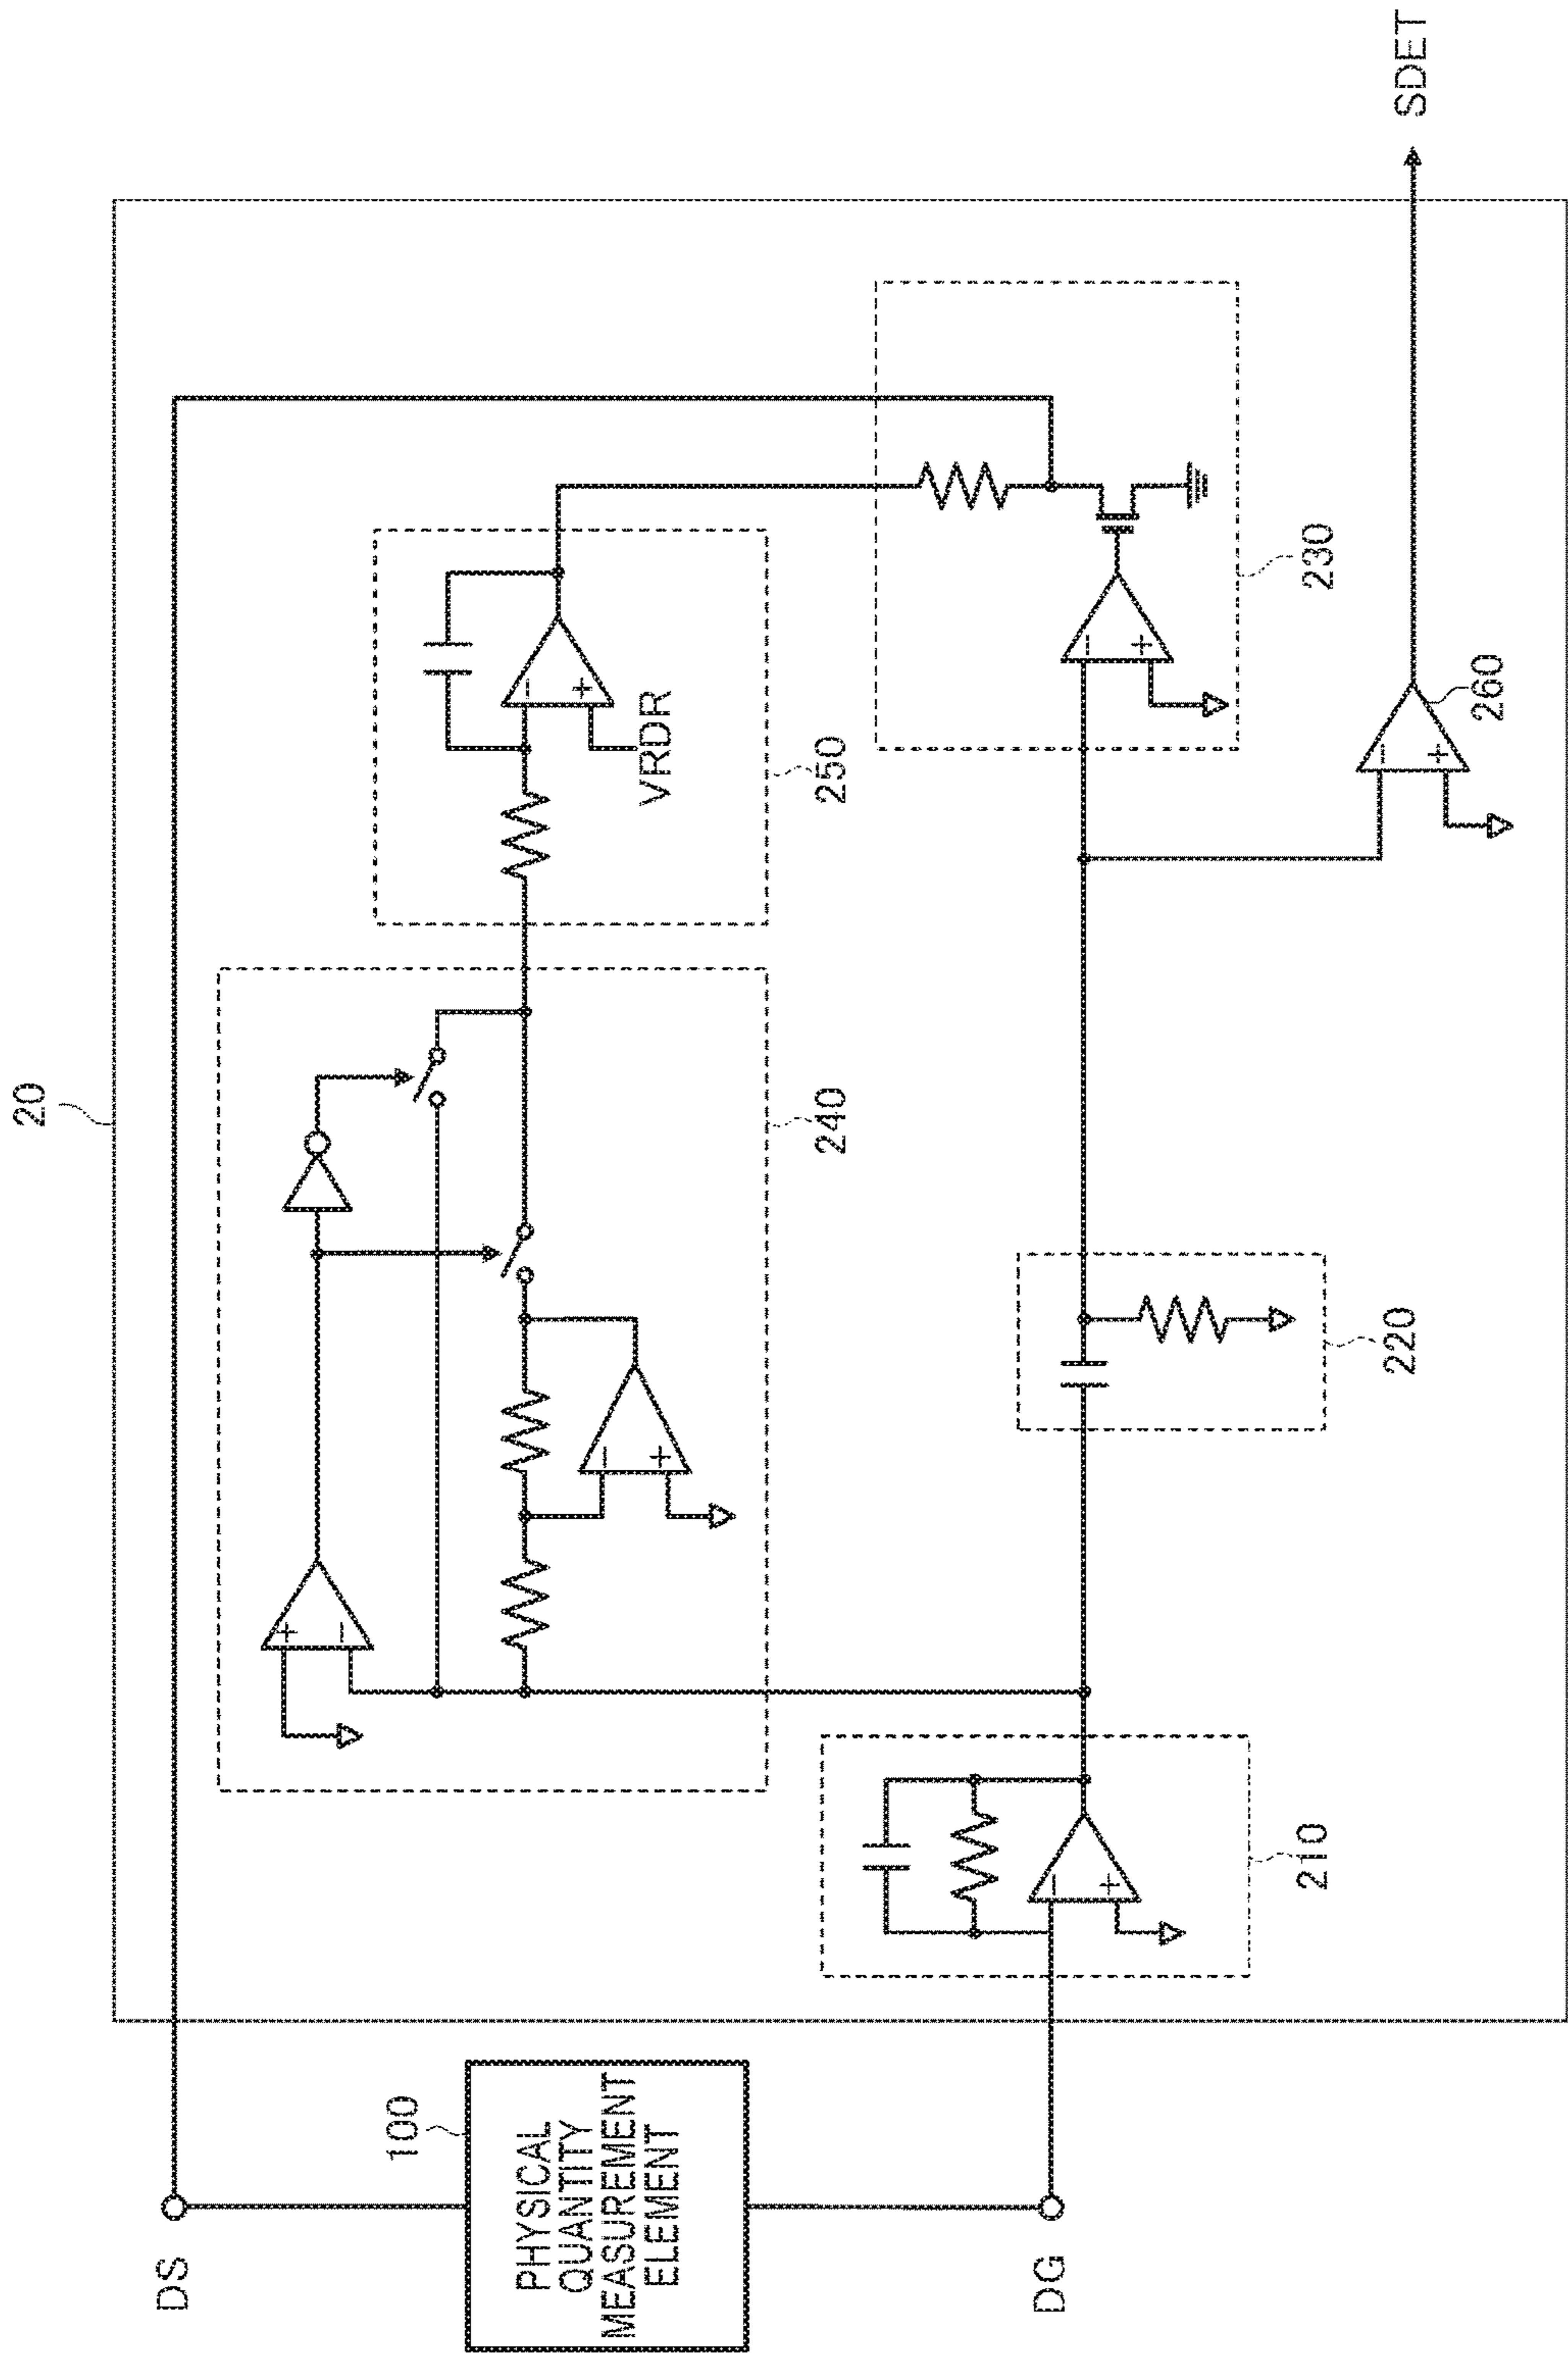 20
DS
100
PHYSICAL
QUANTITY
MEASUREMENT
ELEMENT
DG
+
−
−
+
240
−
+
VRDR
250
−
+
210
220
−
+
230
−
+
260
SDET